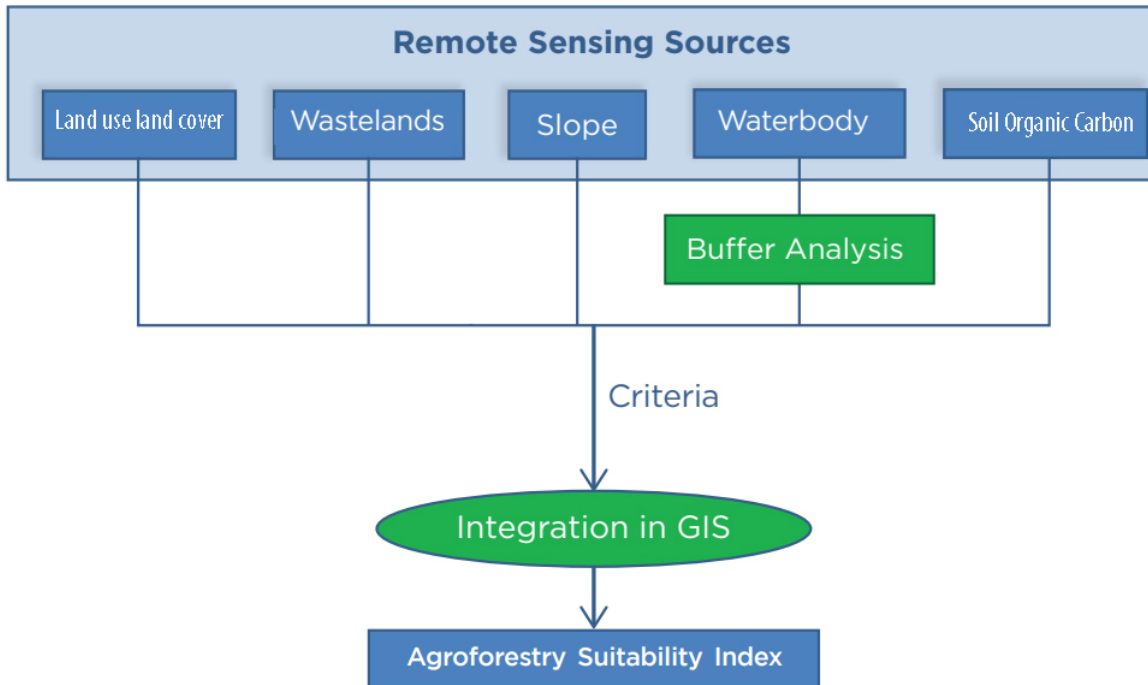 Remote Sensing Sources
Land use land cover
Wastelands
Slope
Waterbody
Soil Organic Carbon
Buffer Analysis
Criteria
Integration in GIS
Agroforestry Suitability Index